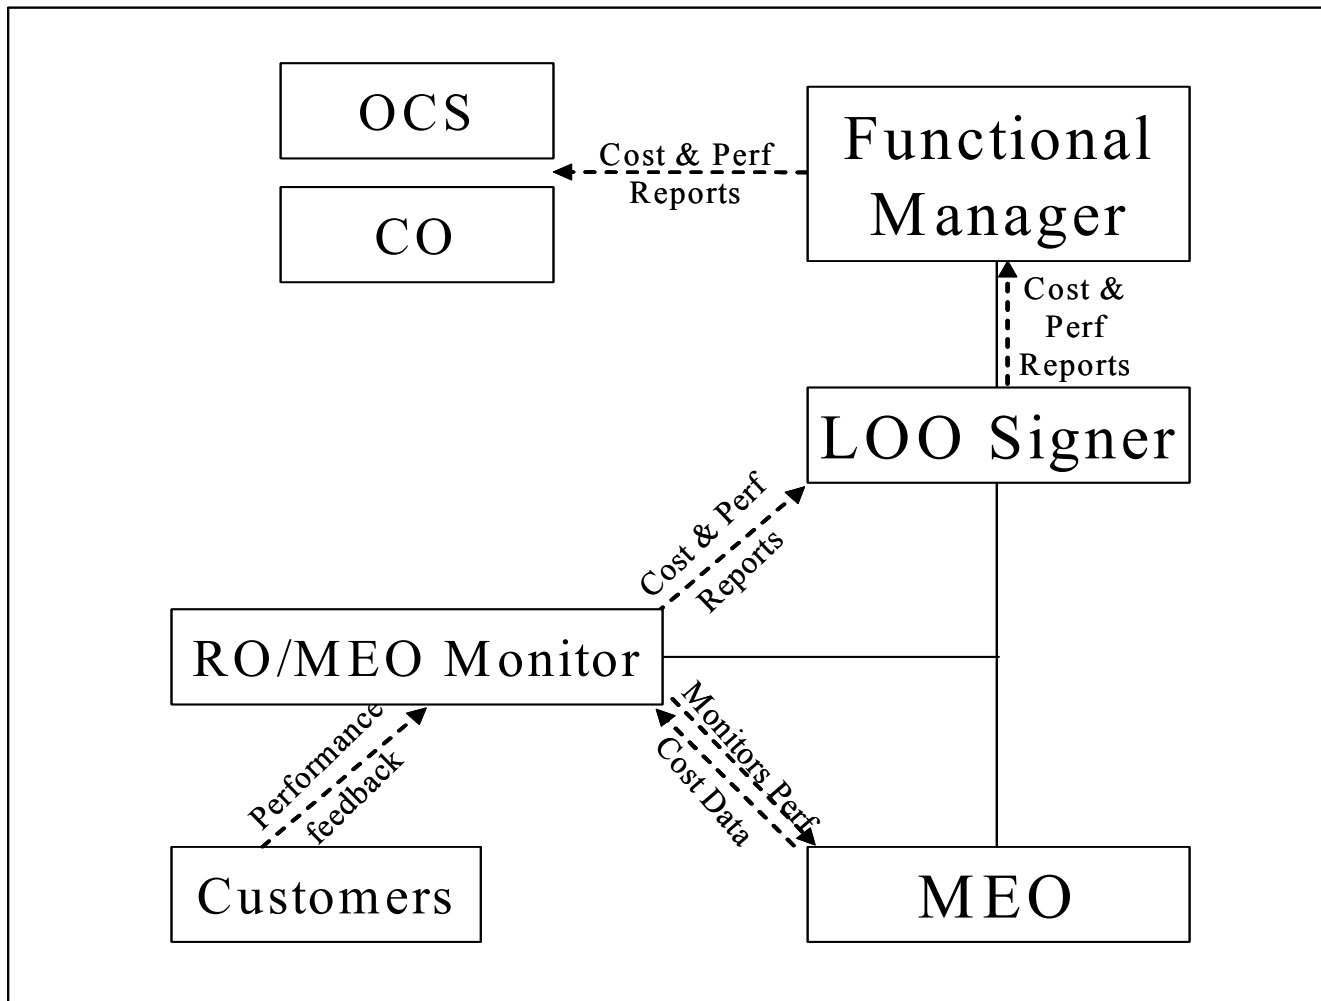 OCS
Functional
Manager
Cost & Perf
Reports
CO
Cost &
Perf
Reports
LOO Signer
Cost & Perf
Reports
RO/MEO Monitor
Performance
feedback
Monitors Perf
Cost Data
Customers
MEO